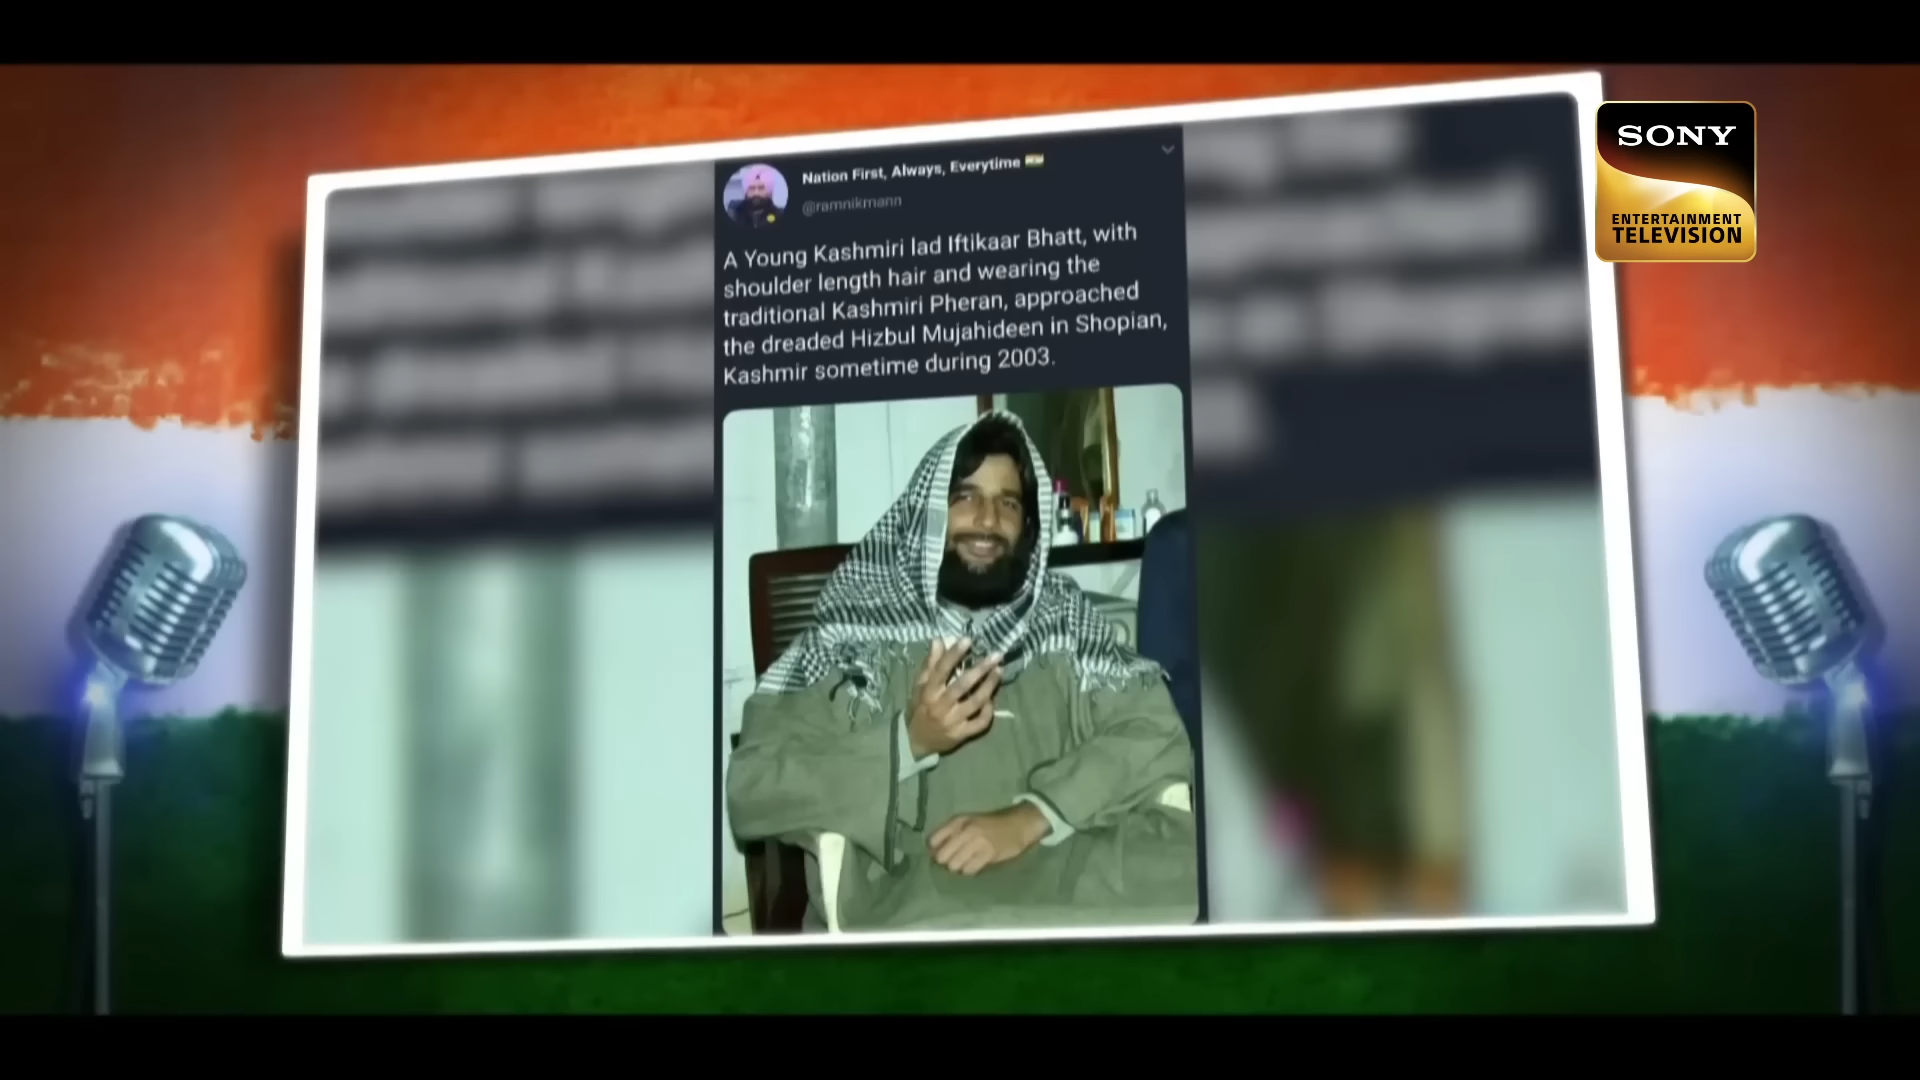 Nation First, Always, Everytime
@ramnikmann
A Young Kashmiri lad Iftikaar Bhatt, with
shoulder length hair and wearing the
traditional Kashmiri Pheran, approached
the dreaded Hizbul Mujahideen in Shopian,
Kashmir sometime during 2003.
SONY
ENTERTAINMENT
TELEVISION